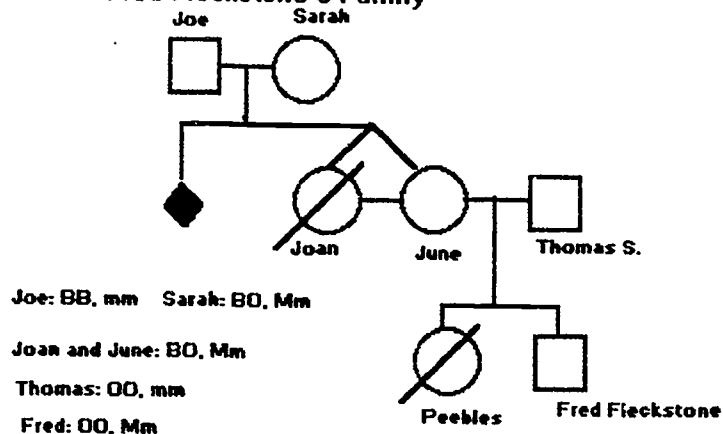 Family
Joe Sarah
Joan June Thomas S.
Joe: BB, mm Sarah: BO, Mm
Joan and June: BO, Mm
Thomas: OO, mm
Fred: OO, Mm
Peebles Fred Fleckstone